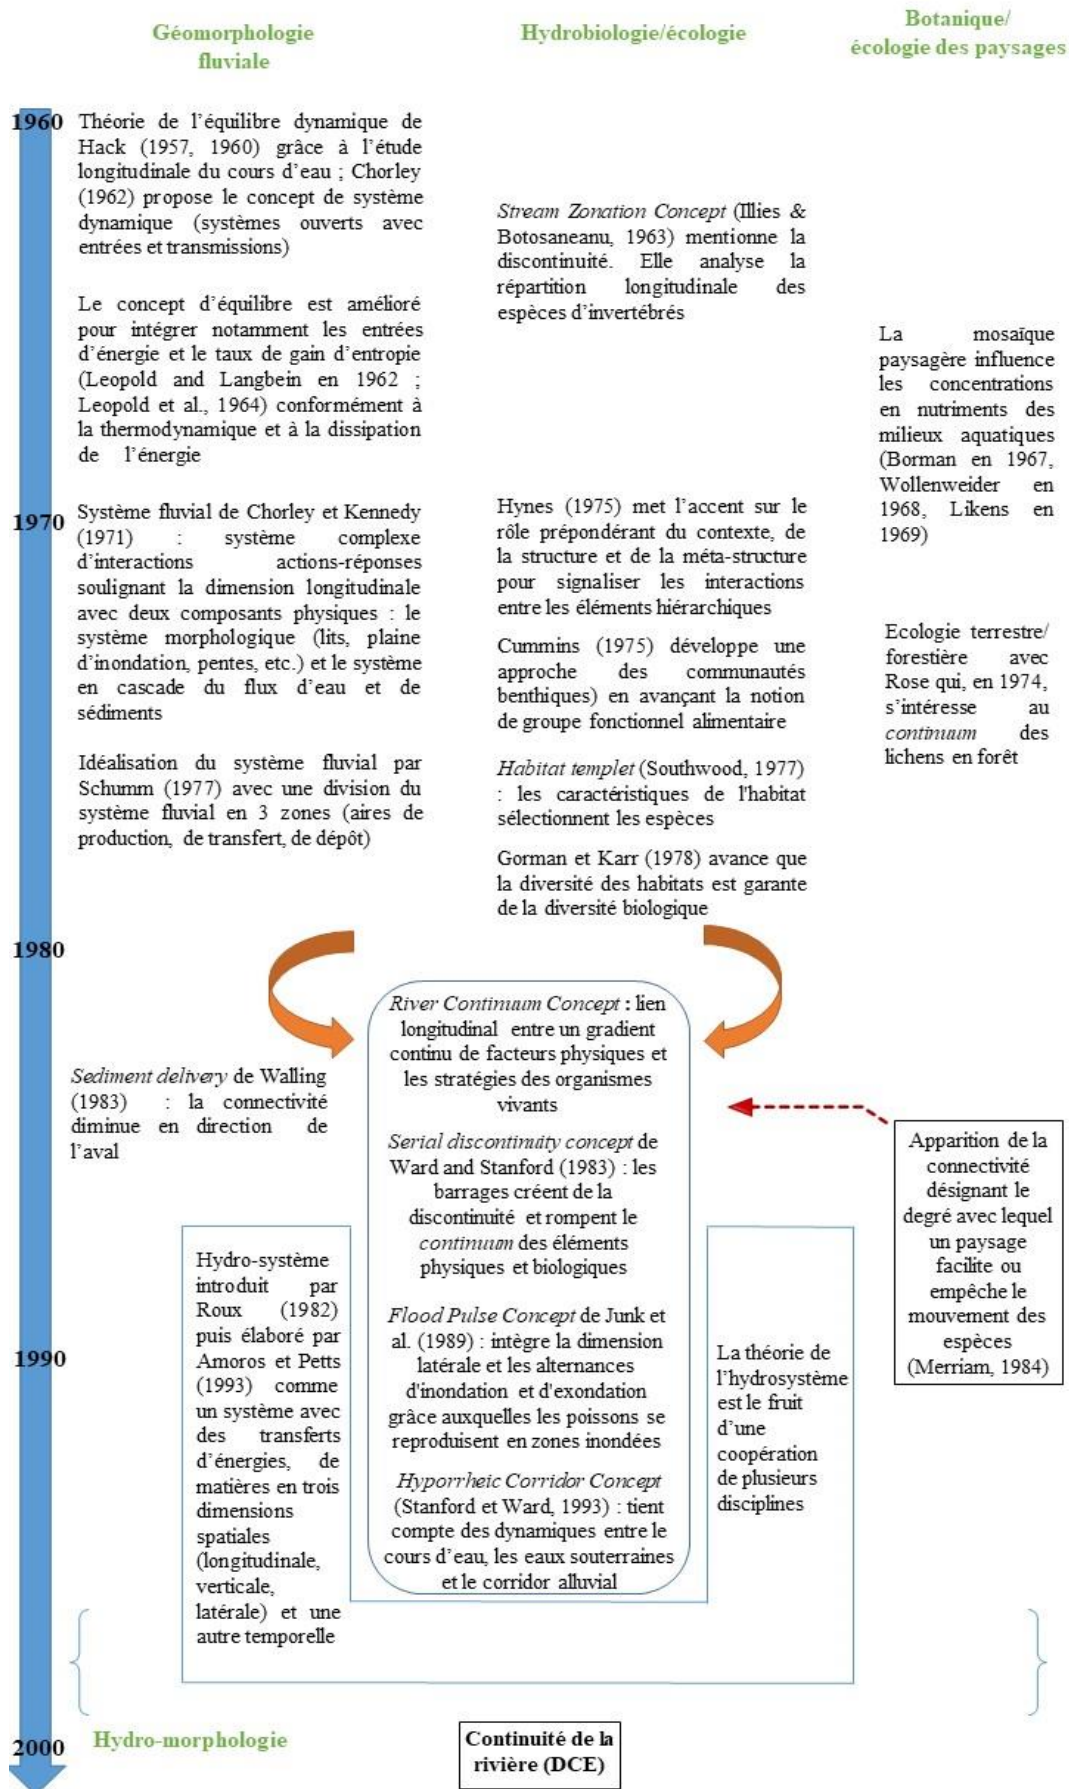 Géomorphologie
fluviale
Hydrobiologie/écologie
Botanique/
écologie des paysages
1960
Théorie de l'équilibre dynamique de
Hack (1957, 1960) grâce à l'étude
longitudinale du cours d'eau ; Chorley
(1962) propose le concept de système
dynamique (systèmes ouverts avec
entrées et transmissions)
Stream Zonation Concept (Illies &
Botosaneanu, 1963) mentionne la
discontinuité. Elle analyse la
répartition longitudinale des
espèces d'invertébrés
Le concept d'équilibre est amélioré
pour intégrer notamment les entrées
d'énergie et le taux de gain d'entropie
(Leopold and Langbein en 1962 ;
Leopold et al., 1964) conformément à
la thermodynamique et à la dissipation
de l'énergie
La mosaïque
paysagère influence
les concentrations
en nutriments des
milieux aquatiques
(Borman en 1967,
Wollenweider en
1968, Likens en
1969)
1970
Système fluvial de Chorley et Kennedy
(1971) : système complexe
d'interactions actions-réponses
soulignant la dimension longitudinale
avec deux composants physiques : le
système morphologique (lits, plaine
d'inondation, pentes, etc.) et le système
en cascade du flux d'eau et de
sédiments
Hynes (1975) met l'accent sur le
rôle prépondérant du contexte, de
la structure et de la méta-structure
pour signaliser les interactions
entre les éléments hiérarchiques
Cummins (1975) développe une
approche des communautés
benthiques) en avançant la notion
de groupe fonctionnel alimentaire
Ecologie terrestre/
forestière avec
Rose qui, en 1974,
s'intéresse au
continuum des
lichens en forêt
Idéalisation du système fluvial par
Schumm (1977) avec une division du
système fluvial en 3 zones (aires de
production, de transfert, de dépôt)
Habitat templet (Southwood, 1977)
: les caractéristiques de l'habitat
sélectionnent les espèces
Gorman et Karr (1978) avance que
la diversité des habitats est garante
de la diversité biologique
1980
River Continuum Concept : lien
longitudinal entre un gradient
continu de facteurs physiques et
les stratégies des organismes
vivants
Sediment delivery de Walling
(1983) : la connectivité
diminue en direction de
l'aval
Serial discontinuity concept de
Ward and Stanford (1983) : les
barrages créent de la
discontinuité et rompent le
continuum des éléments
physiques et biologiques
Apparition de la
connectivité
désignant le
degré avec lequel
un paysage
facilite ou
empêche le
mouvement des
espèces
(Merriam, 1984)
Hydro-système
introduit par
Roux (1982)
puis élaboré par
Amoros et Petts
(1993) comme
un système avec
des transferts
d'énergies, de
matières en trois
dimensions
spatiales
(longitudinale,
verticale,
latérale) et une
autre temporelle
Flood Pulse Concept de Junk et
al. (1989) : intègre la dimension
latérale et les alternances
d'inondation et d'exondation
grâce auxquelles les poissons se
reproduisent en zones inondées
1990
La théorie de
l'hydrosystème
est le fruit
d'une
coopération
de plusieurs
disciplines
Hyporrheic Corridor Concept
(Stanford et Ward, 1993) : tient
compte des dynamiques entre le
cours d'eau, les eaux souterraines
et le corridor alluvial
2000
Hydro-morphologie
Continuité de la
rivière (DCE)